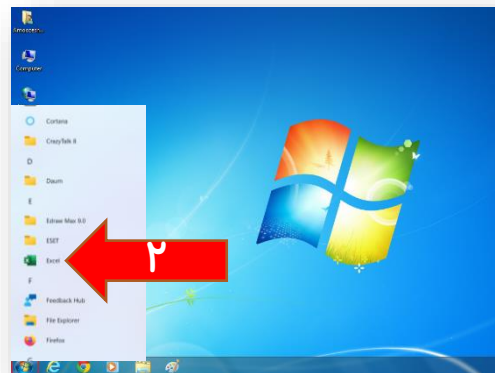 Computer
Cortana
CrazyTalk 8
D
Daum
E
Edraw Max 9.0
ESET
Excel
۲
F
Feedback Hub
File Explorer
Firefox
G